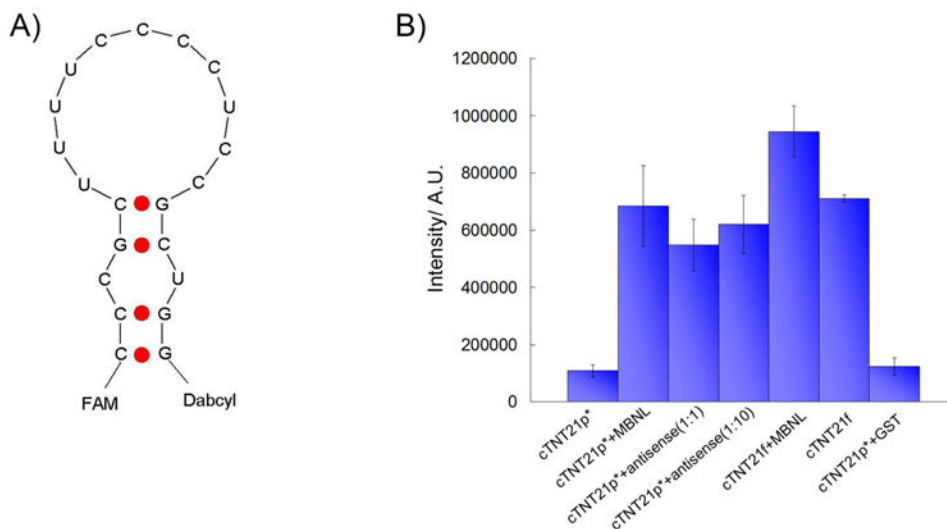 A)
C C C
U C
U U
U C
U C
C G
G C
C U
C G
C G
FAM Dabcyl
B)
Intensity/ A.U.
1200000
1000000
800000
600000
400000
200000
0
cTNT21p*
cTNT21p*+MBNL
cTNT21p*+antisense(1:1)
cTNT21p*+antisense(1:10)
cTNT21f+MBNL
cTNT21f
cTNT21p*+GST